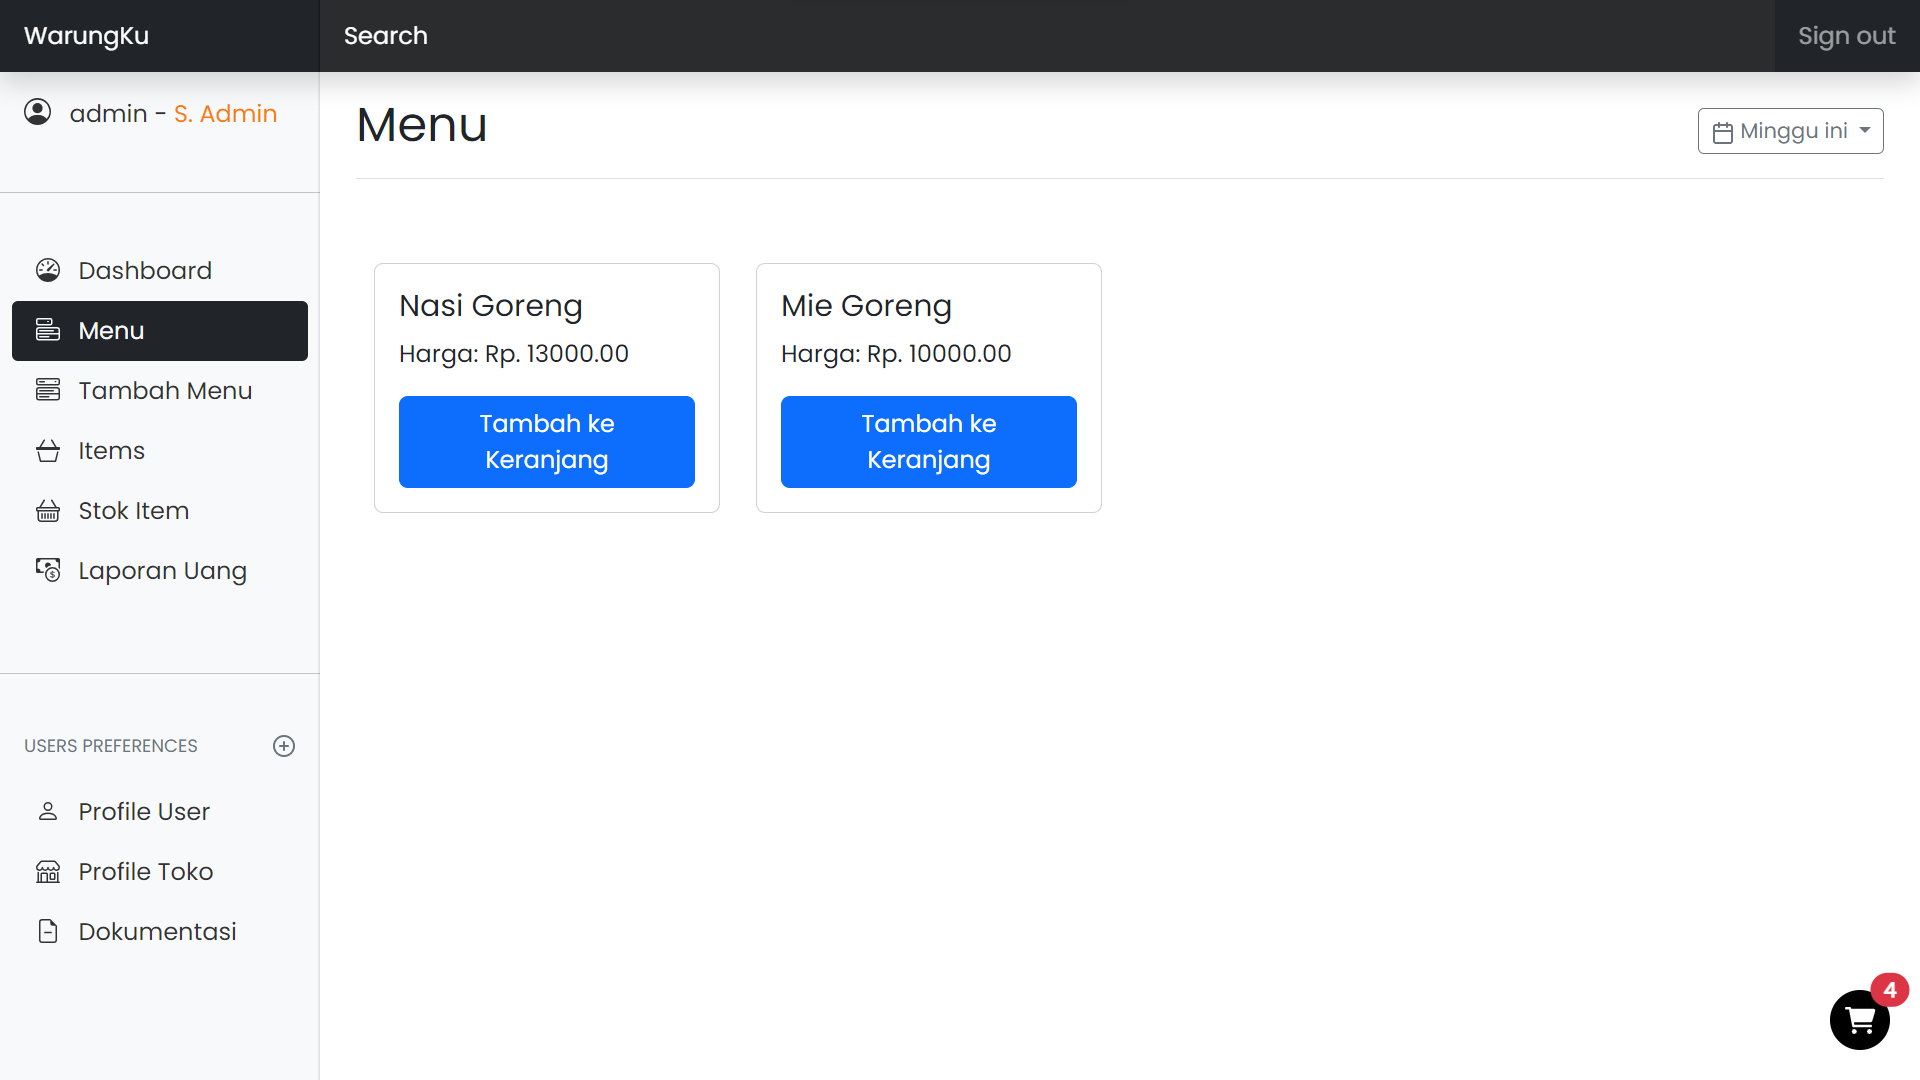 WarungKu
Search
Sign out
admin - S. Admin
Dashboard
Menu
Tambah Menu
Items
Stok Item
Laporan Uang
USERS PREFERENCES
Profile User
Profile Toko
Dokumentasi
Menu
Minggu ini
Nasi Goreng
Harga: Rp. 13000.00
Tambah ke
Keranjang
Mie Goreng
Harga: Rp. 10000.00
Tambah ke
Keranjang
4